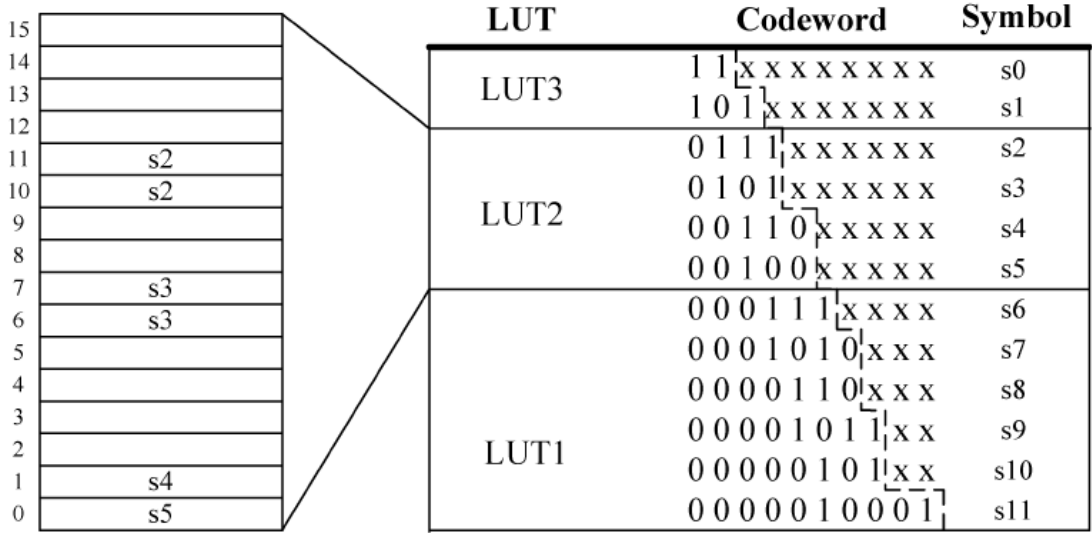 LUT Codeword Symbol
15
14
13
12
11 s2
10 s2
9
8
7 s3
6 s3
5
4
3
2
1 s4
0 s5
LUT3
1 1 x x x x x x x x s0
1 0 1 x x x x x x x s1
LUT2
0 1 1 1 x x x x x x s2
0 1 0 1 x x x x x x s3
0 0 1 1 0 x x x x x s4
0 0 1 0 0 x x x x x s5
LUT1
0 0 0 1 1 1 x x x x s6
0 0 0 1 0 1 0 x x x s7
0 0 0 0 1 1 0 x x x s8
0 0 0 0 1 0 1 1 x x s9
0 0 0 0 0 1 0 1 x x s10
0 0 0 0 0 1 0 0 0 1 s11